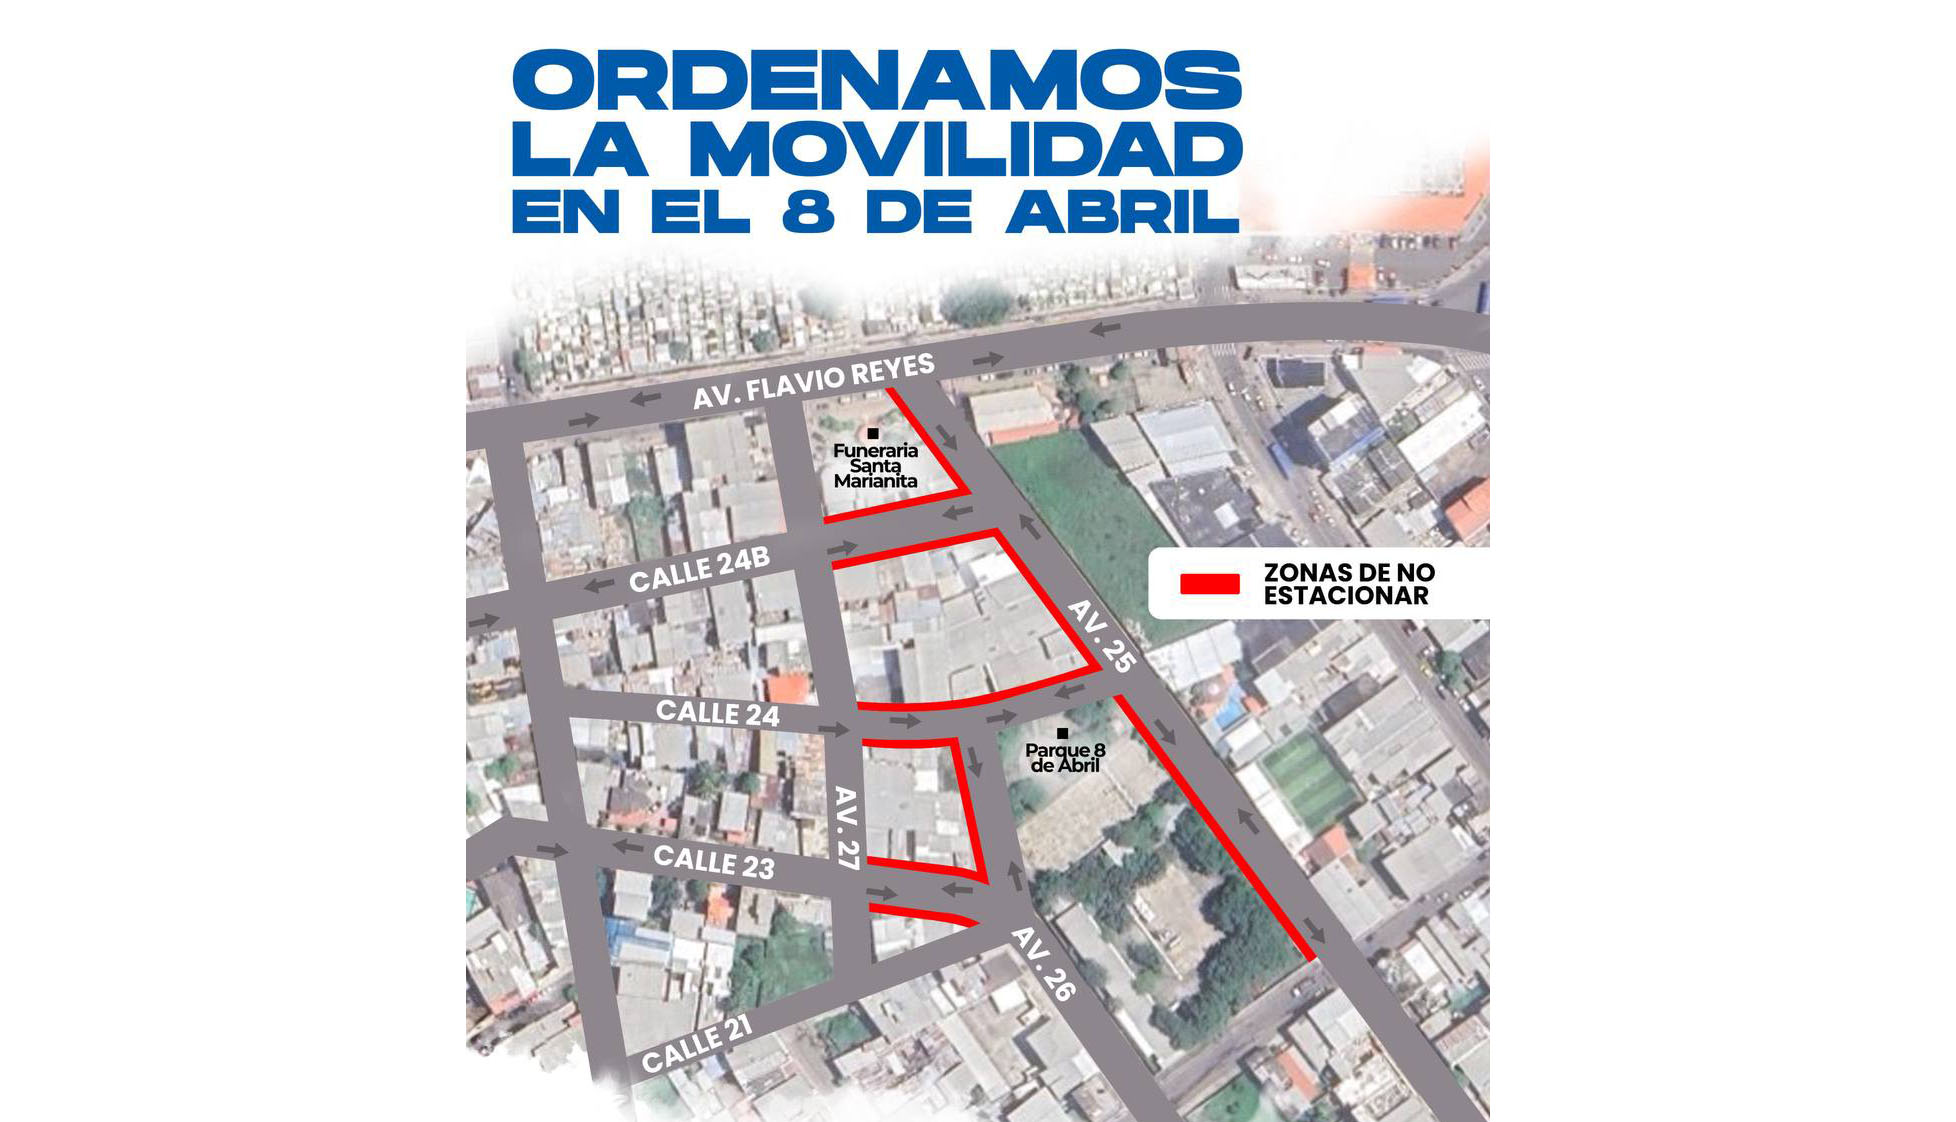 ORDENAMOS
LA MOVILIDAD
EN EL 8 DE ABRIL
AV. FLAVIO REYES
Funeraria
Santa
Marianita
CALLE 24B
ZONAS DE NO
ESTACIONAR
AV. 25
CALLE 24
Parque 8
de Abril
AV. 27
CALLE 23
AV. 26
CALLE 21